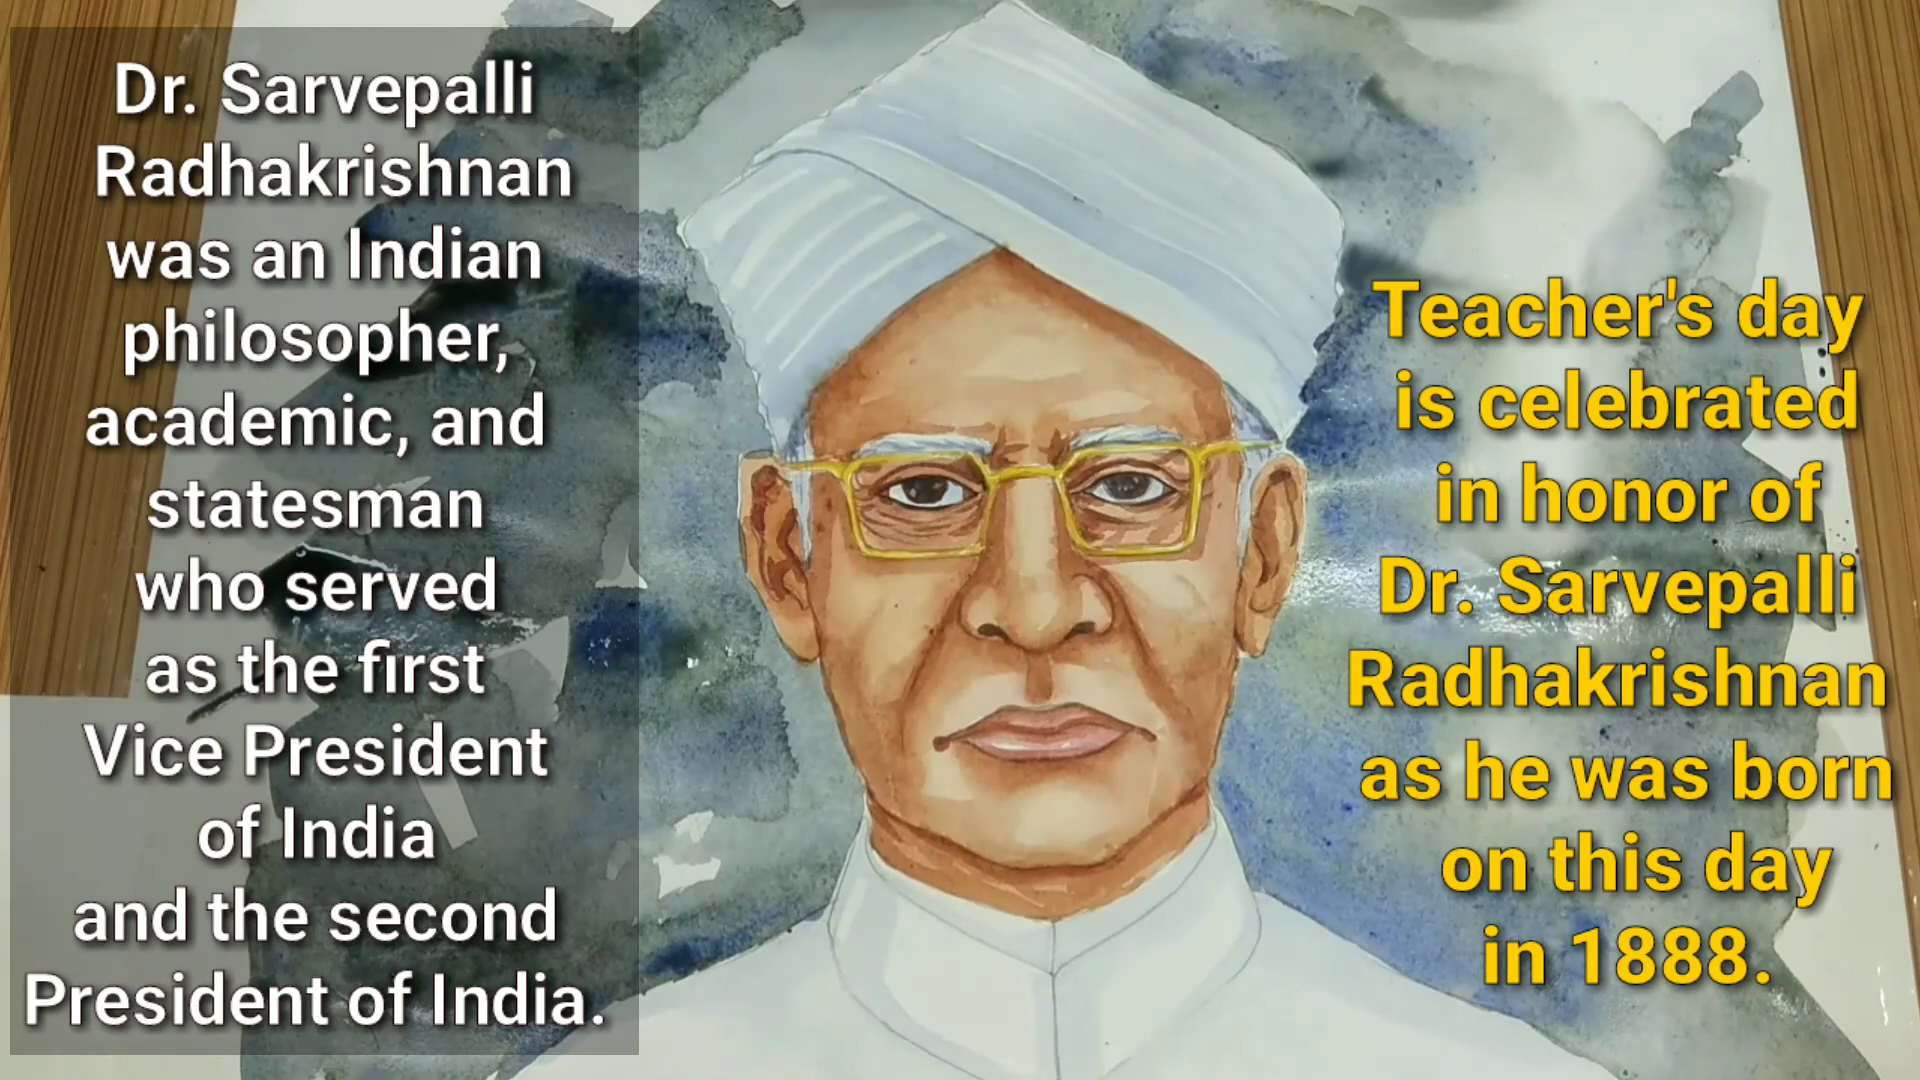 Dr. Sarvepalli
Radhakrishnan
was an Indian
philosopher,
academic, and
statesman
who served
as the first
Vice President
of India
and the second
President of India.
Teacher's day
is celebrated
in honor of
Dr. Sarvepalli
Radhakrishnan
as he was born
on this day
in 1888.